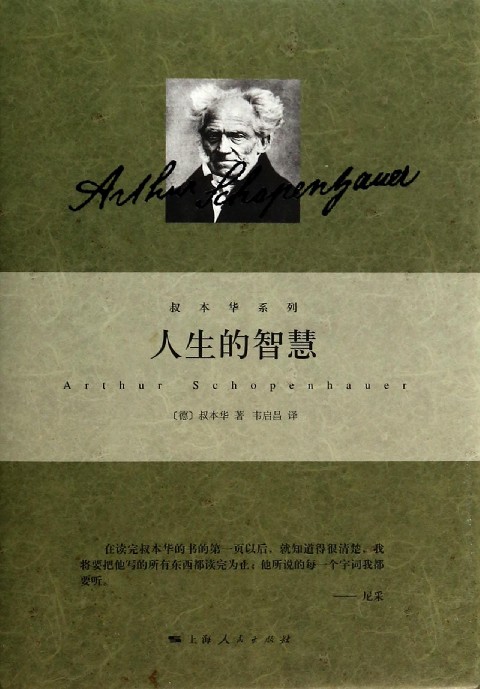 Arthur Schopenhauer
叔本华系列
人生的智慧
Arthur Schopenhauer
〔德〕叔本华 著 韦启昌 译
在读完叔本华的书的第一页以后，就知道得很清楚，我
将要把他写的所有东西都读完为止；他所说的每一个字词我都
要听。
——尼采
上海人民出版社